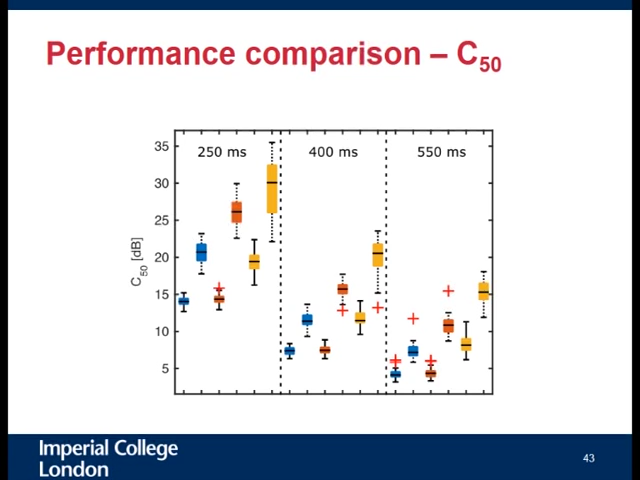 Performance comparison – C50
250 ms
400 ms
550 ms
35
30
25
20
15
10
5
C50 [dB]
Imperial College
London
43